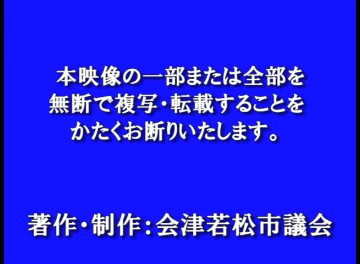 本映像の一部または全部を
無断で複写・転載することを
かたくお断りいたします。
著作・制作：会津若松市議会